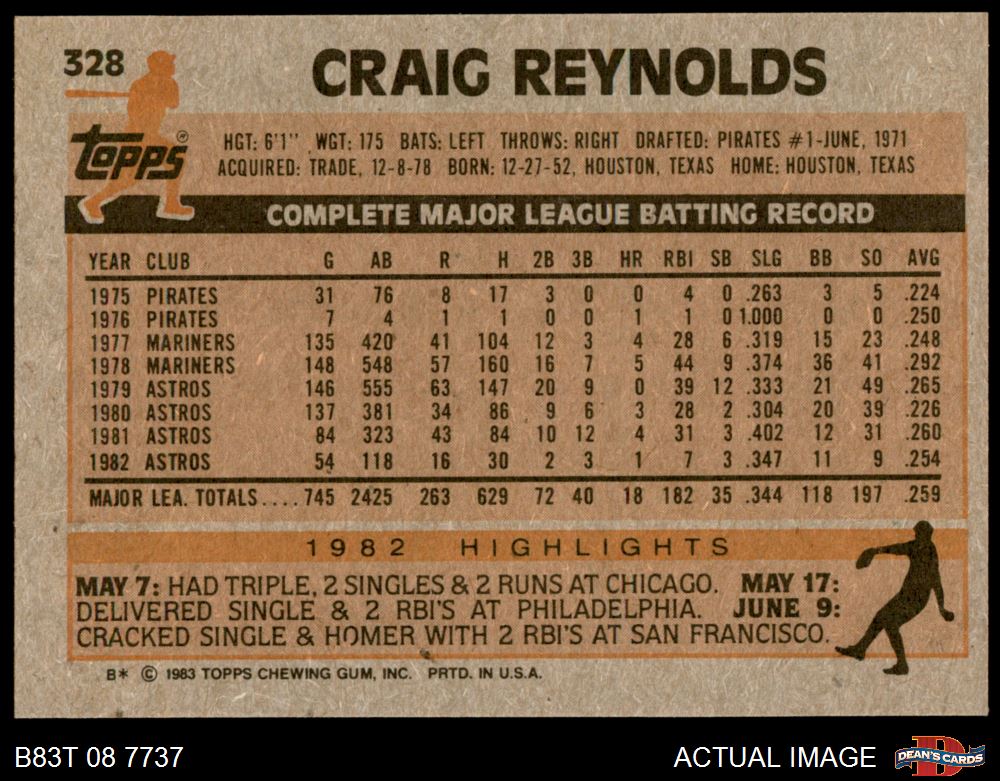 328
CRAIG REYNOLDS
topps ®
HGT: 6'1" WGT: 175 BATS: LEFT THROWS: RIGHT DRAFTED: PIRATES #1-JUNE, 1971
ACQUIRED: TRADE, 12-8-78 BORN: 12-27-52, HOUSTON, TEXAS HOME: HOUSTON, TEXAS
COMPLETE MAJOR LEAGUE BATTING RECORD
YEAR CLUB G AB R H 2B 3B HR RBI SB SLG BB SO AVG
1975 PIRATES 31 76 8 17 3 0 0 4 0 .263 3 5 .224
1976 PIRATES 7 4 1 1 0 0 1 1 0 1.000 0 0 .250
1977 MARINERS 135 420 41 104 12 3 4 28 6 .319 15 23 .248
1978 MARINERS 148 548 57 160 16 7 5 44 9 .374 36 41 .292
1979 ASTROS 146 555 63 147 20 9 0 39 12 .333 21 49 .265
1980 ASTROS 137 381 34 86 9 6 3 28 2 .304 20 39 .226
1981 ASTROS 84 323 43 84 10 12 4 31 3 .402 12 31 .260
1982 ASTROS 54 118 16 30 2 3 1 7 3 .347 11 9 .254
MAJOR LEA. TOTALS.... 745 2425 263 629 72 40 18 182 35 .344 118 197 .259
1982 HIGHLIGHTS
MAY 7: HAD TRIPLE, 2 SINGLES & 2 RUNS AT CHICAGO. MAY 17:
DELIVERED SINGLE & 2 RBI'S AT PHILADELPHIA. JUNE 9:
CRACKED SINGLE & HOMER WITH 2 RBI'S AT SAN FRANCISCO.
B* © 1983 TOPPS CHEWING GUM, INC. PRTD. IN U.S.A.
B83T 08 7737
ACTUAL IMAGE
D
DEAN'S CARDS